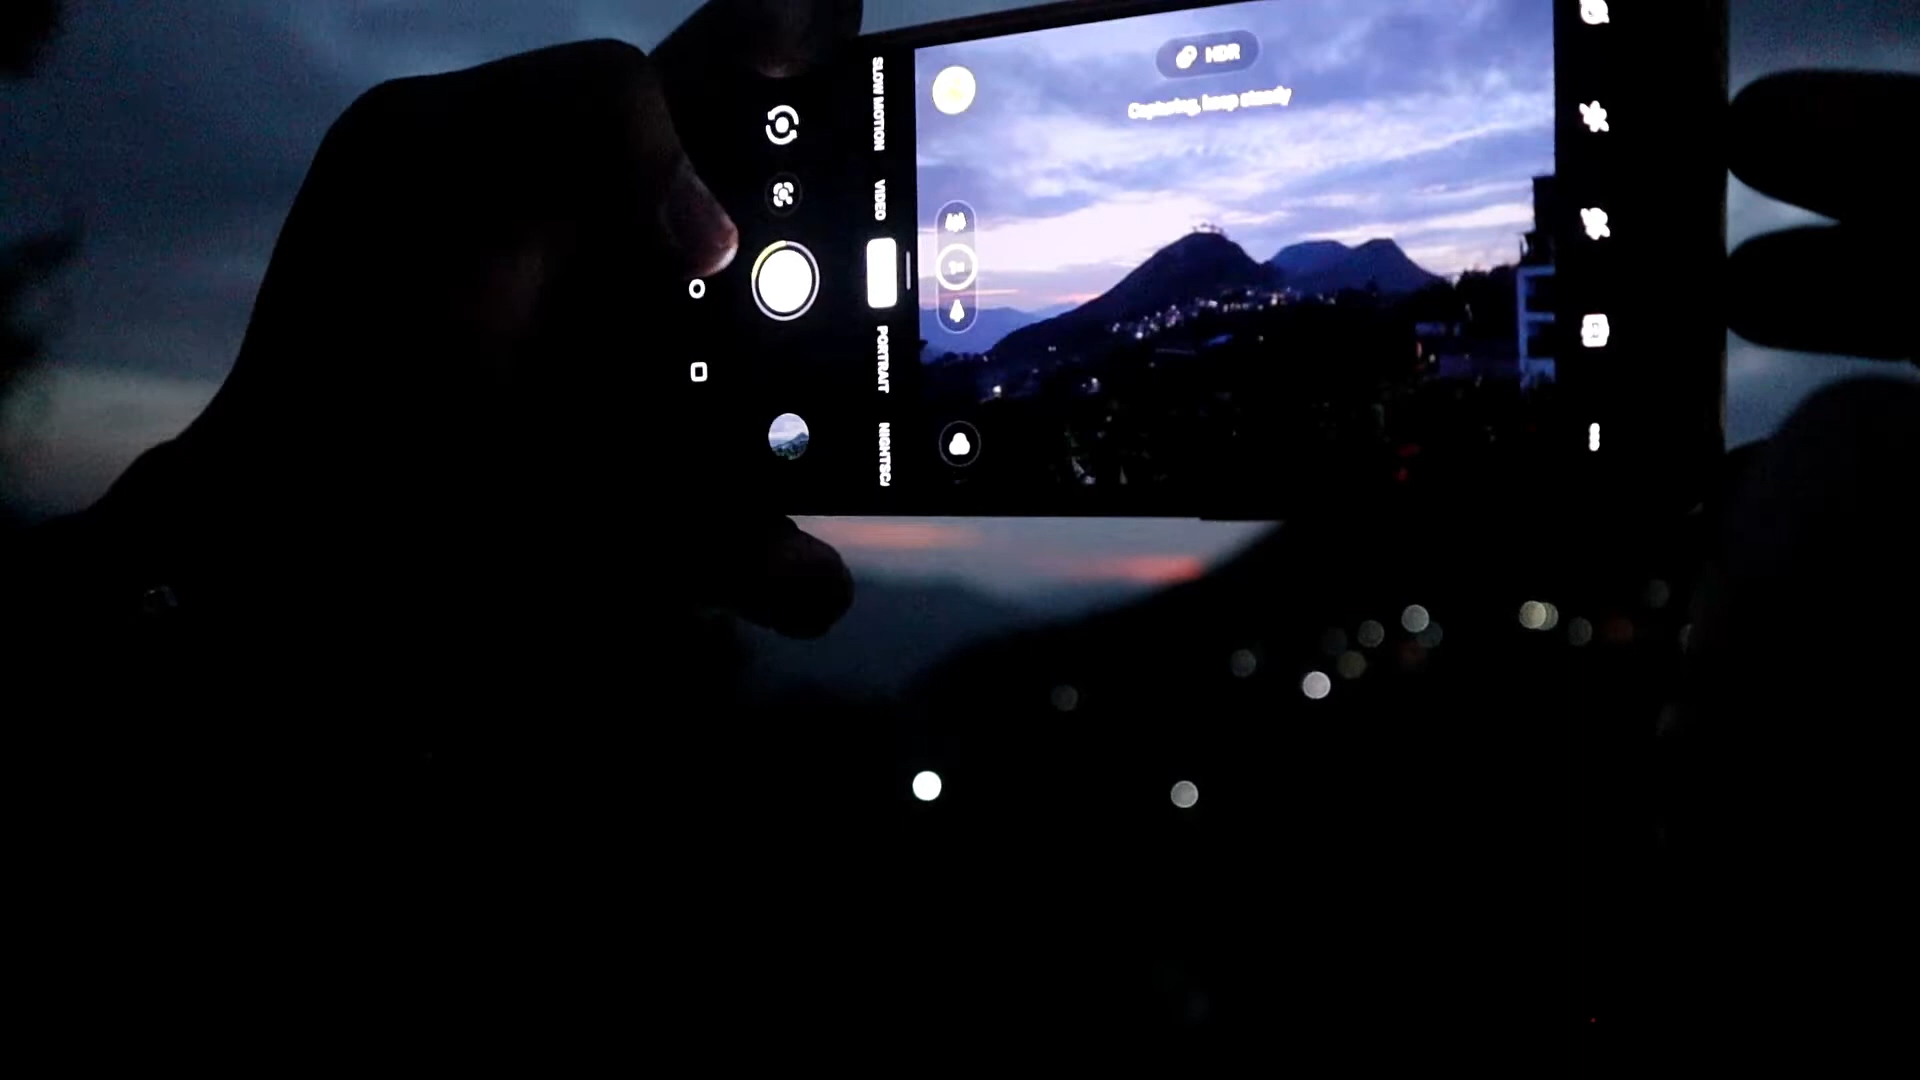 HDR
Capturing, keep steady
SLOW MOTION
VIDEO
PORTRAIT
NIGHTSCA